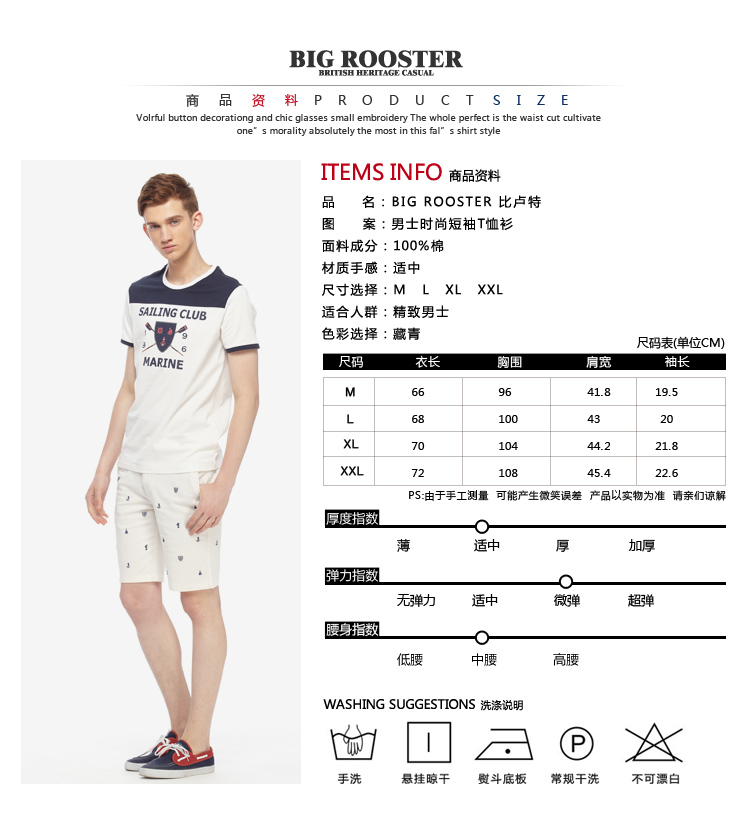 BIG ROOSTER
BRITISH HERITAGE CASUAL
商品资料PRODUCT SIZE
Volrful button decorationg and chic glasses small embroidery The whole perfect is the waist cut cultivate
one"s morality absolutely the most in this fal"s shirt style
ITEMS INFO 商品资料
品 名：BIG ROOSTER 比卢特
图 案：男士时尚短袖T恤衫
面料成分：100%棉
材质手感：适中
尺寸选择：M L XL XXL
适合人群：精致男士
色彩选择：藏青
尺码表(单位CM)
尺码 衣长 胸围 肩宽 袖长
M 66 96 41.8 19.5
L 68 100 43 20
XL 70 104 44.2 21.8
XXL 72 108 45.4 22.6
PS:由于手工测量 可能产生微笑误差 产品以实物为准 请亲们谅解
厚度指数
薄 适中 厚 加厚
弹力指数
无弹力 适中 微弹 超弹
腰身指数
低腰 中腰 高腰
WASHING SUGGESTIONS 洗涤说明
P
手洗 悬挂晾干 熨斗底板 常规干洗 不可漂白
SAILING CLUB
1 9
3 6
MARINE